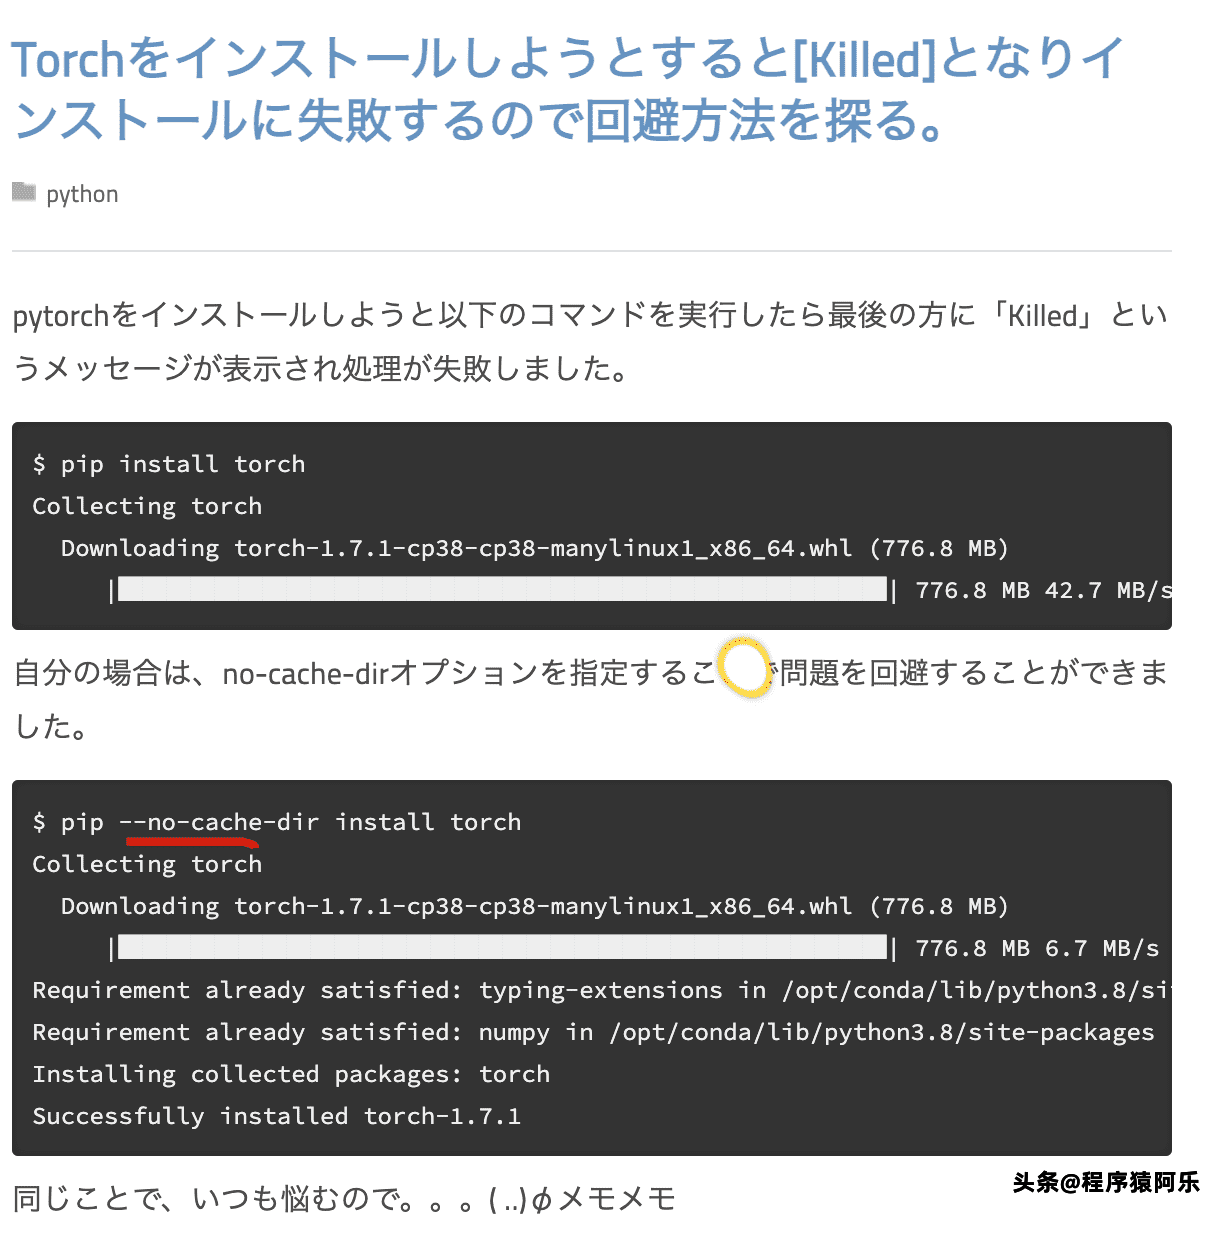 Torchをインストールしようとすると[Killed]となりイ
ンストールに失敗するので回避方法を探る。
python
pytorchをインストールしようと以下のコマンドを実行したら最後の方に「Killed」とい
うメッセージが表示され処理が失敗しました。
$ pip install torch
Collecting torch
Downloading torch-1.7.1-cp38-cp38-manylinux1_x86_64.whl (776.8 MB)
| | 776.8 MB 42.7 MB/s
自分の場合は、no-cache-dirオプションを指定するこ 問題を回避することができま
した。
$ pip --no-cache-dir install torch
Collecting torch
Downloading torch-1.7.1-cp38-cp38-manylinux1_x86_64.whl (776.8 MB)
| | 776.8 MB 6.7 MB/s
Requirement already satisfied: typing-extensions in /opt/conda/lib/python3.8/si
Requirement already satisfied: numpy in /opt/conda/lib/python3.8/site-packages
Installing collected packages: torch
Successfully installed torch-1.7.1
同じことで、いつも悩むので。。。( ..)φメモメモ
头条@程序猿阿乐